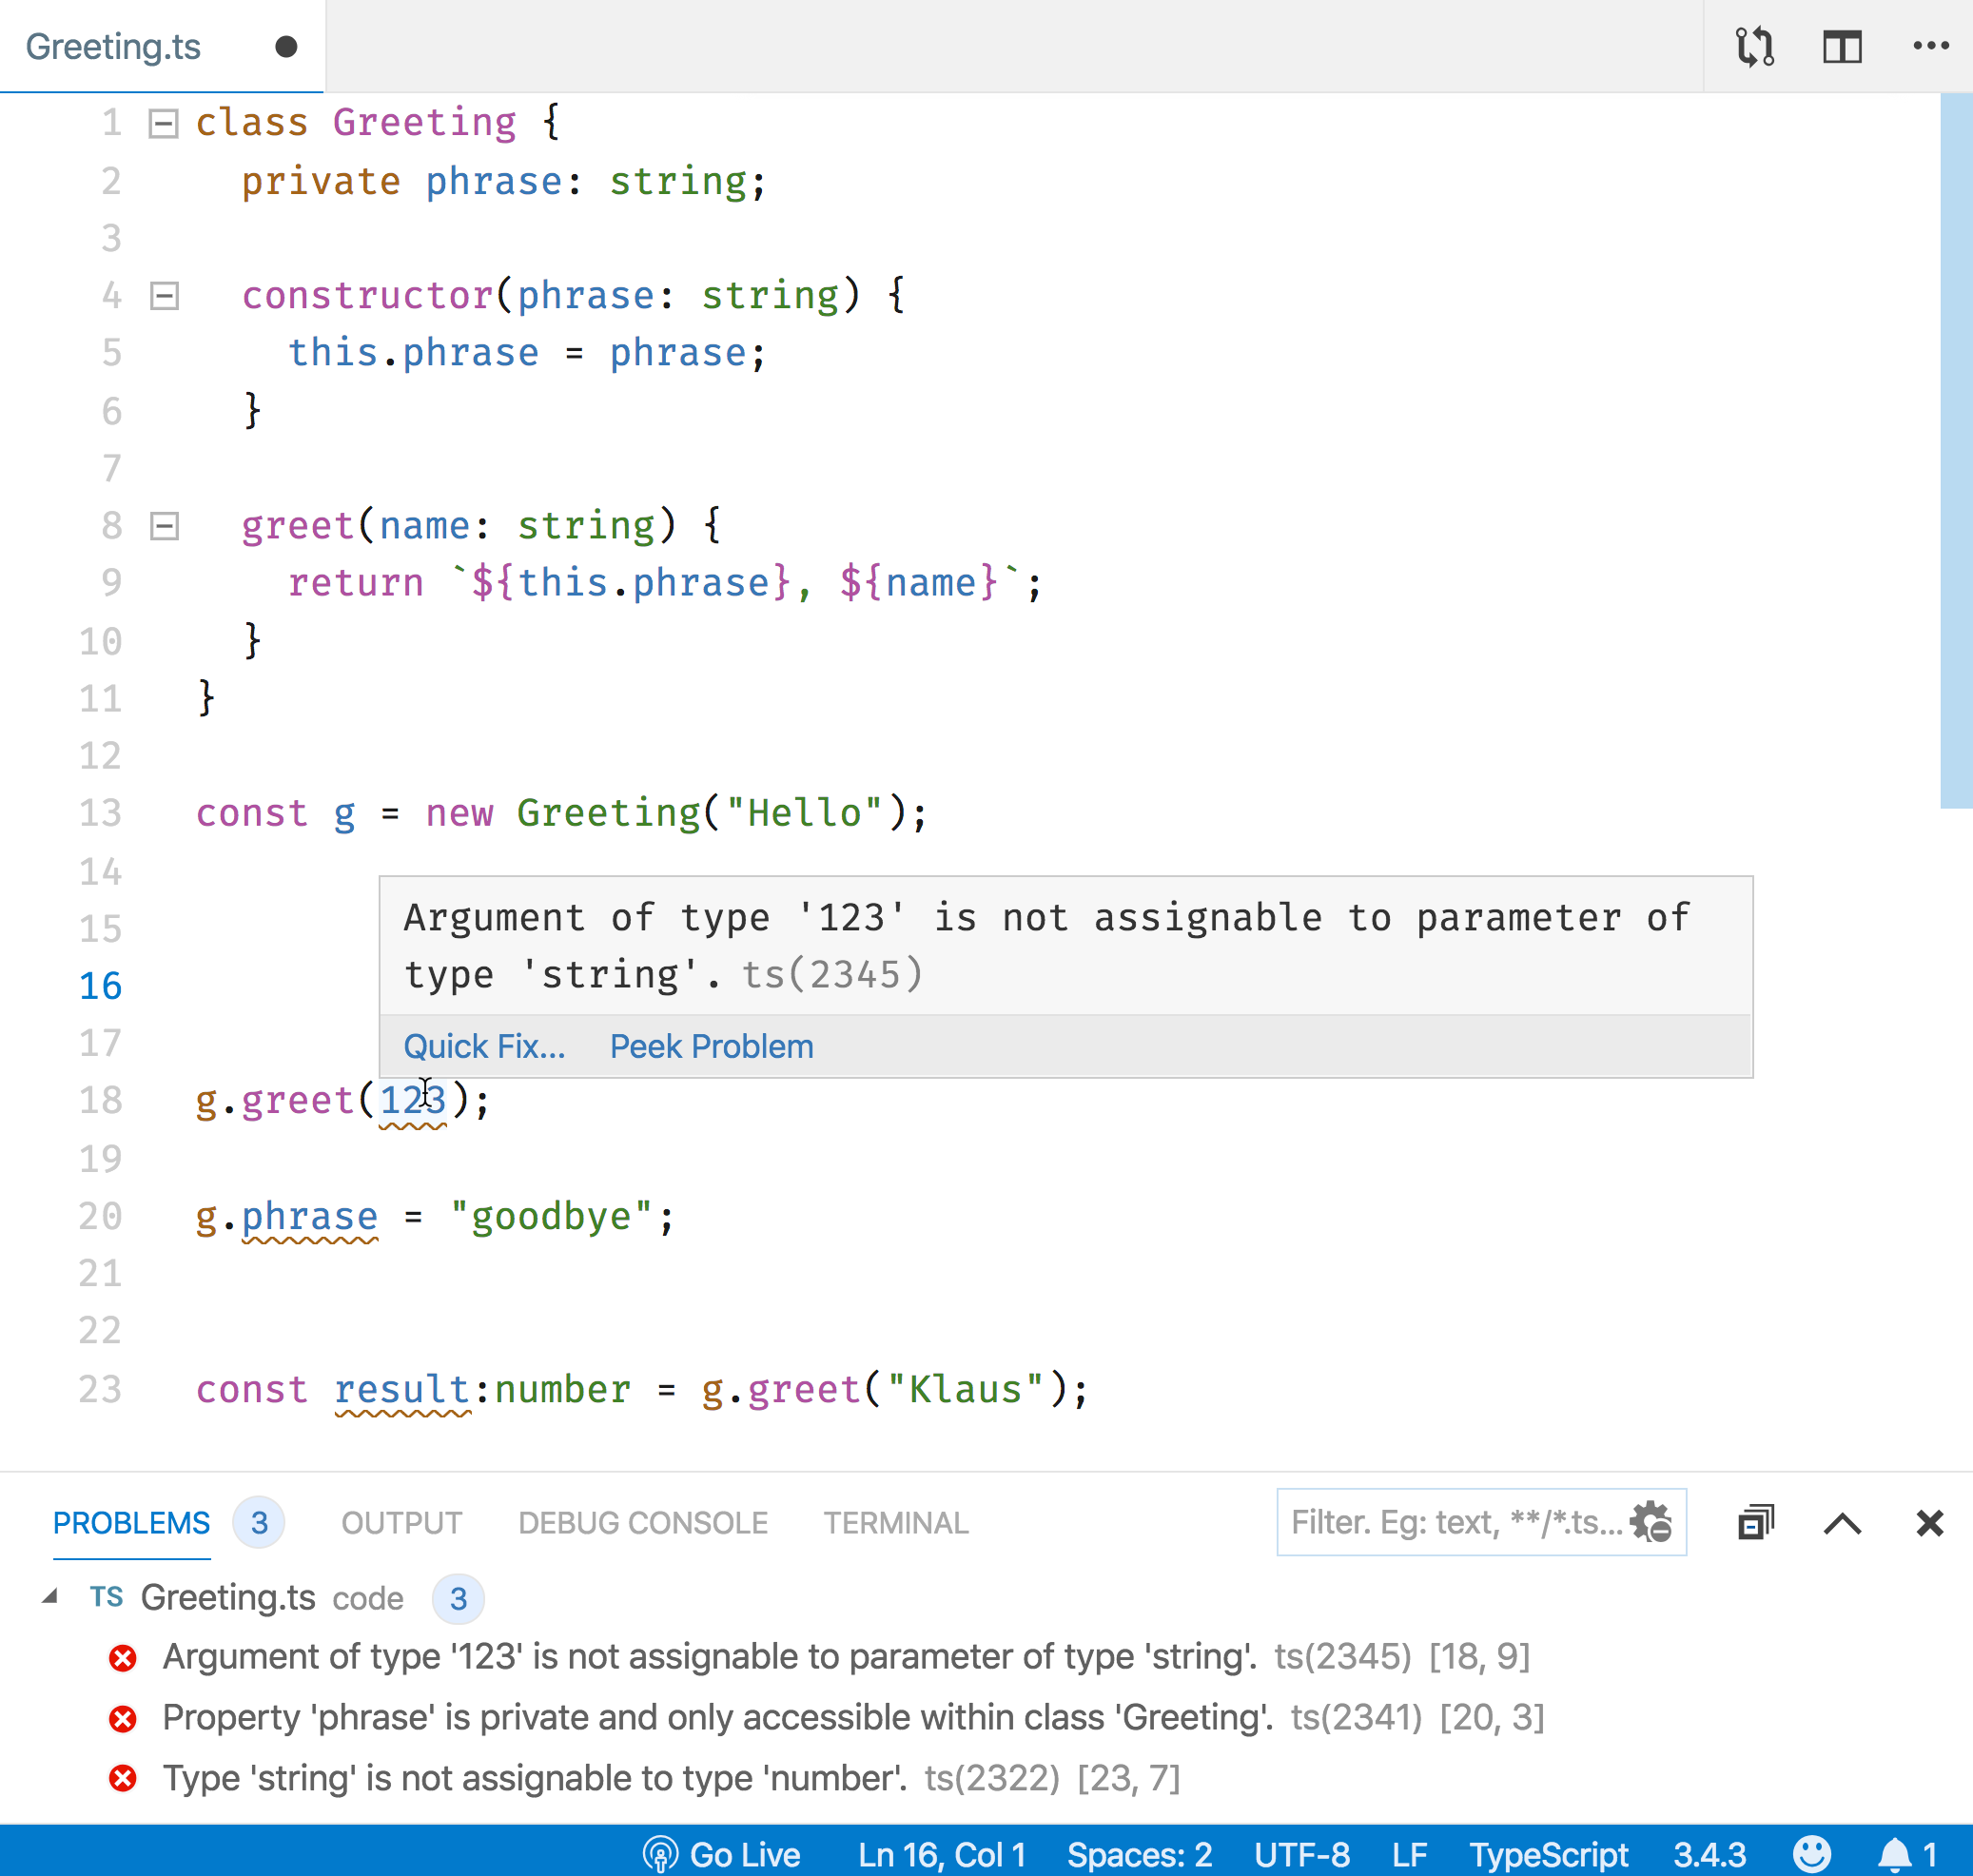 Greeting.ts
1 class Greeting {
2   private phrase: string;
3
4   constructor(phrase: string) {
5     this.phrase = phrase;
6   }
7
8   greet(name: string) {
9     return `${this.phrase}, ${name}`;
10   }
11 }
12
13 const g = new Greeting("Hello");
14
Argument of type '123' is not assignable to parameter of
15
type 'string'. ts(2345)
16
17
Quick Fix... Peek Problem
18 g.greet(123);
19
20 g.phrase = "goodbye";
21
22
23 const result:number = g.greet("Klaus");
PROBLEMS 3 OUTPUT DEBUG CONSOLE TERMINAL Filter. Eg: text, **/*.ts...
TS Greeting.ts code 3
Argument of type '123' is not assignable to parameter of type 'string'. ts(2345) [18, 9]
Property 'phrase' is private and only accessible within class 'Greeting'. ts(2341) [20, 3]
Type 'string' is not assignable to type 'number'. ts(2322) [23, 7]
Go Live Ln 16, Col 1 Spaces: 2 UTF-8 LF TypeScript 3.4.3 1